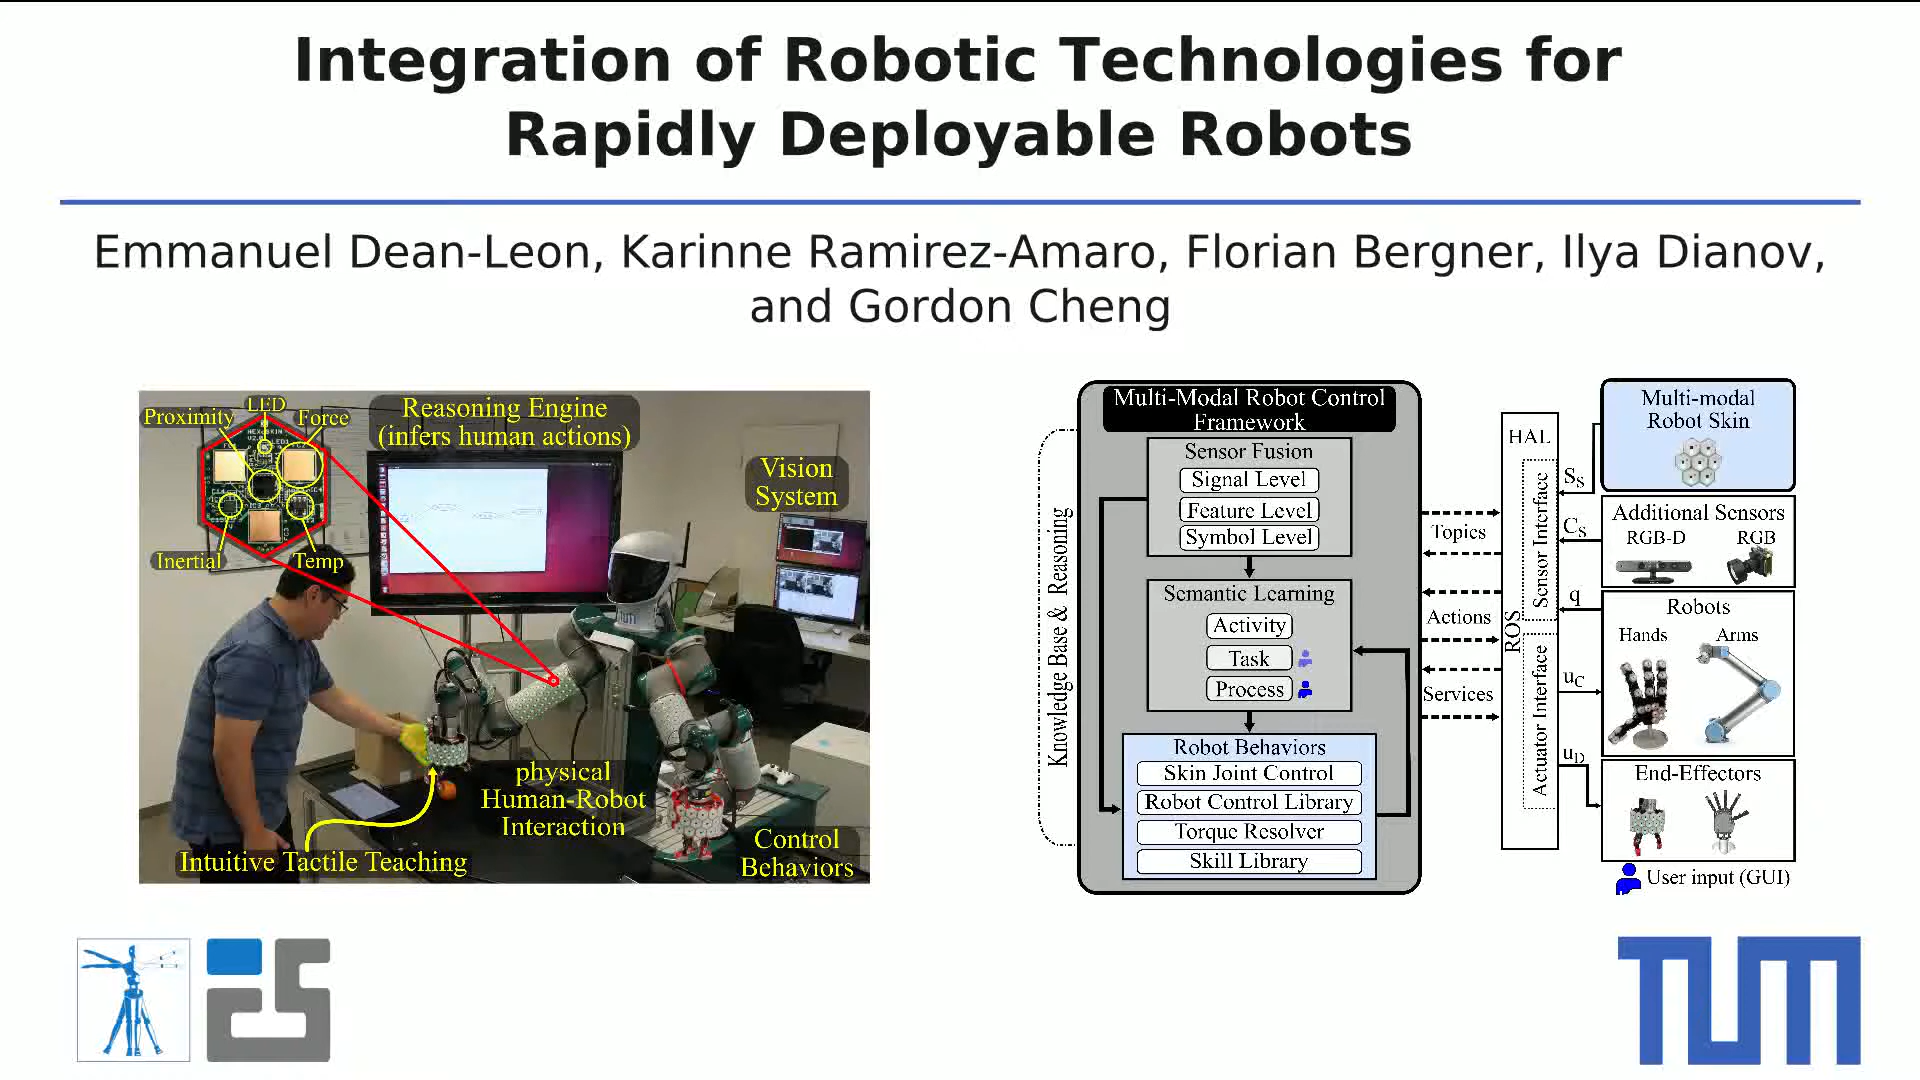 Integration of Robotic Technologies for
Rapidly Deployable Robots
Emmanuel Dean-Leon, Karinne Ramirez-Amaro, Florian Bergner, Ilya Dianov,
and Gordon Cheng
Proximity
LED
Force
Inertial
Temp
Reasoning Engine
(infers human actions)
Vision
System
physical
Human-Robot
Interaction
Intuitive Tactile Teaching
Control
Behaviors
Knowledge Base & Reasoning
Multi-Modal Robot Control
Framework
Sensor Fusion
Signal Level
Feature Level
Symbol Level
Semantic Learning
Activity
Task
Process
Robot Behaviors
Skin Joint Control
Robot Control Library
Torque Resolver
Skill Library
Topics
Actions
Services
HAL
ROS
Sensor Interface
Actuator Interface
S_S
C_S
q
u_C
u_D
Multi-modal
Robot Skin
Additional Sensors
RGB-D RGB
Robots
Hands Arms
End-Effectors
User input (GUI)
TUM